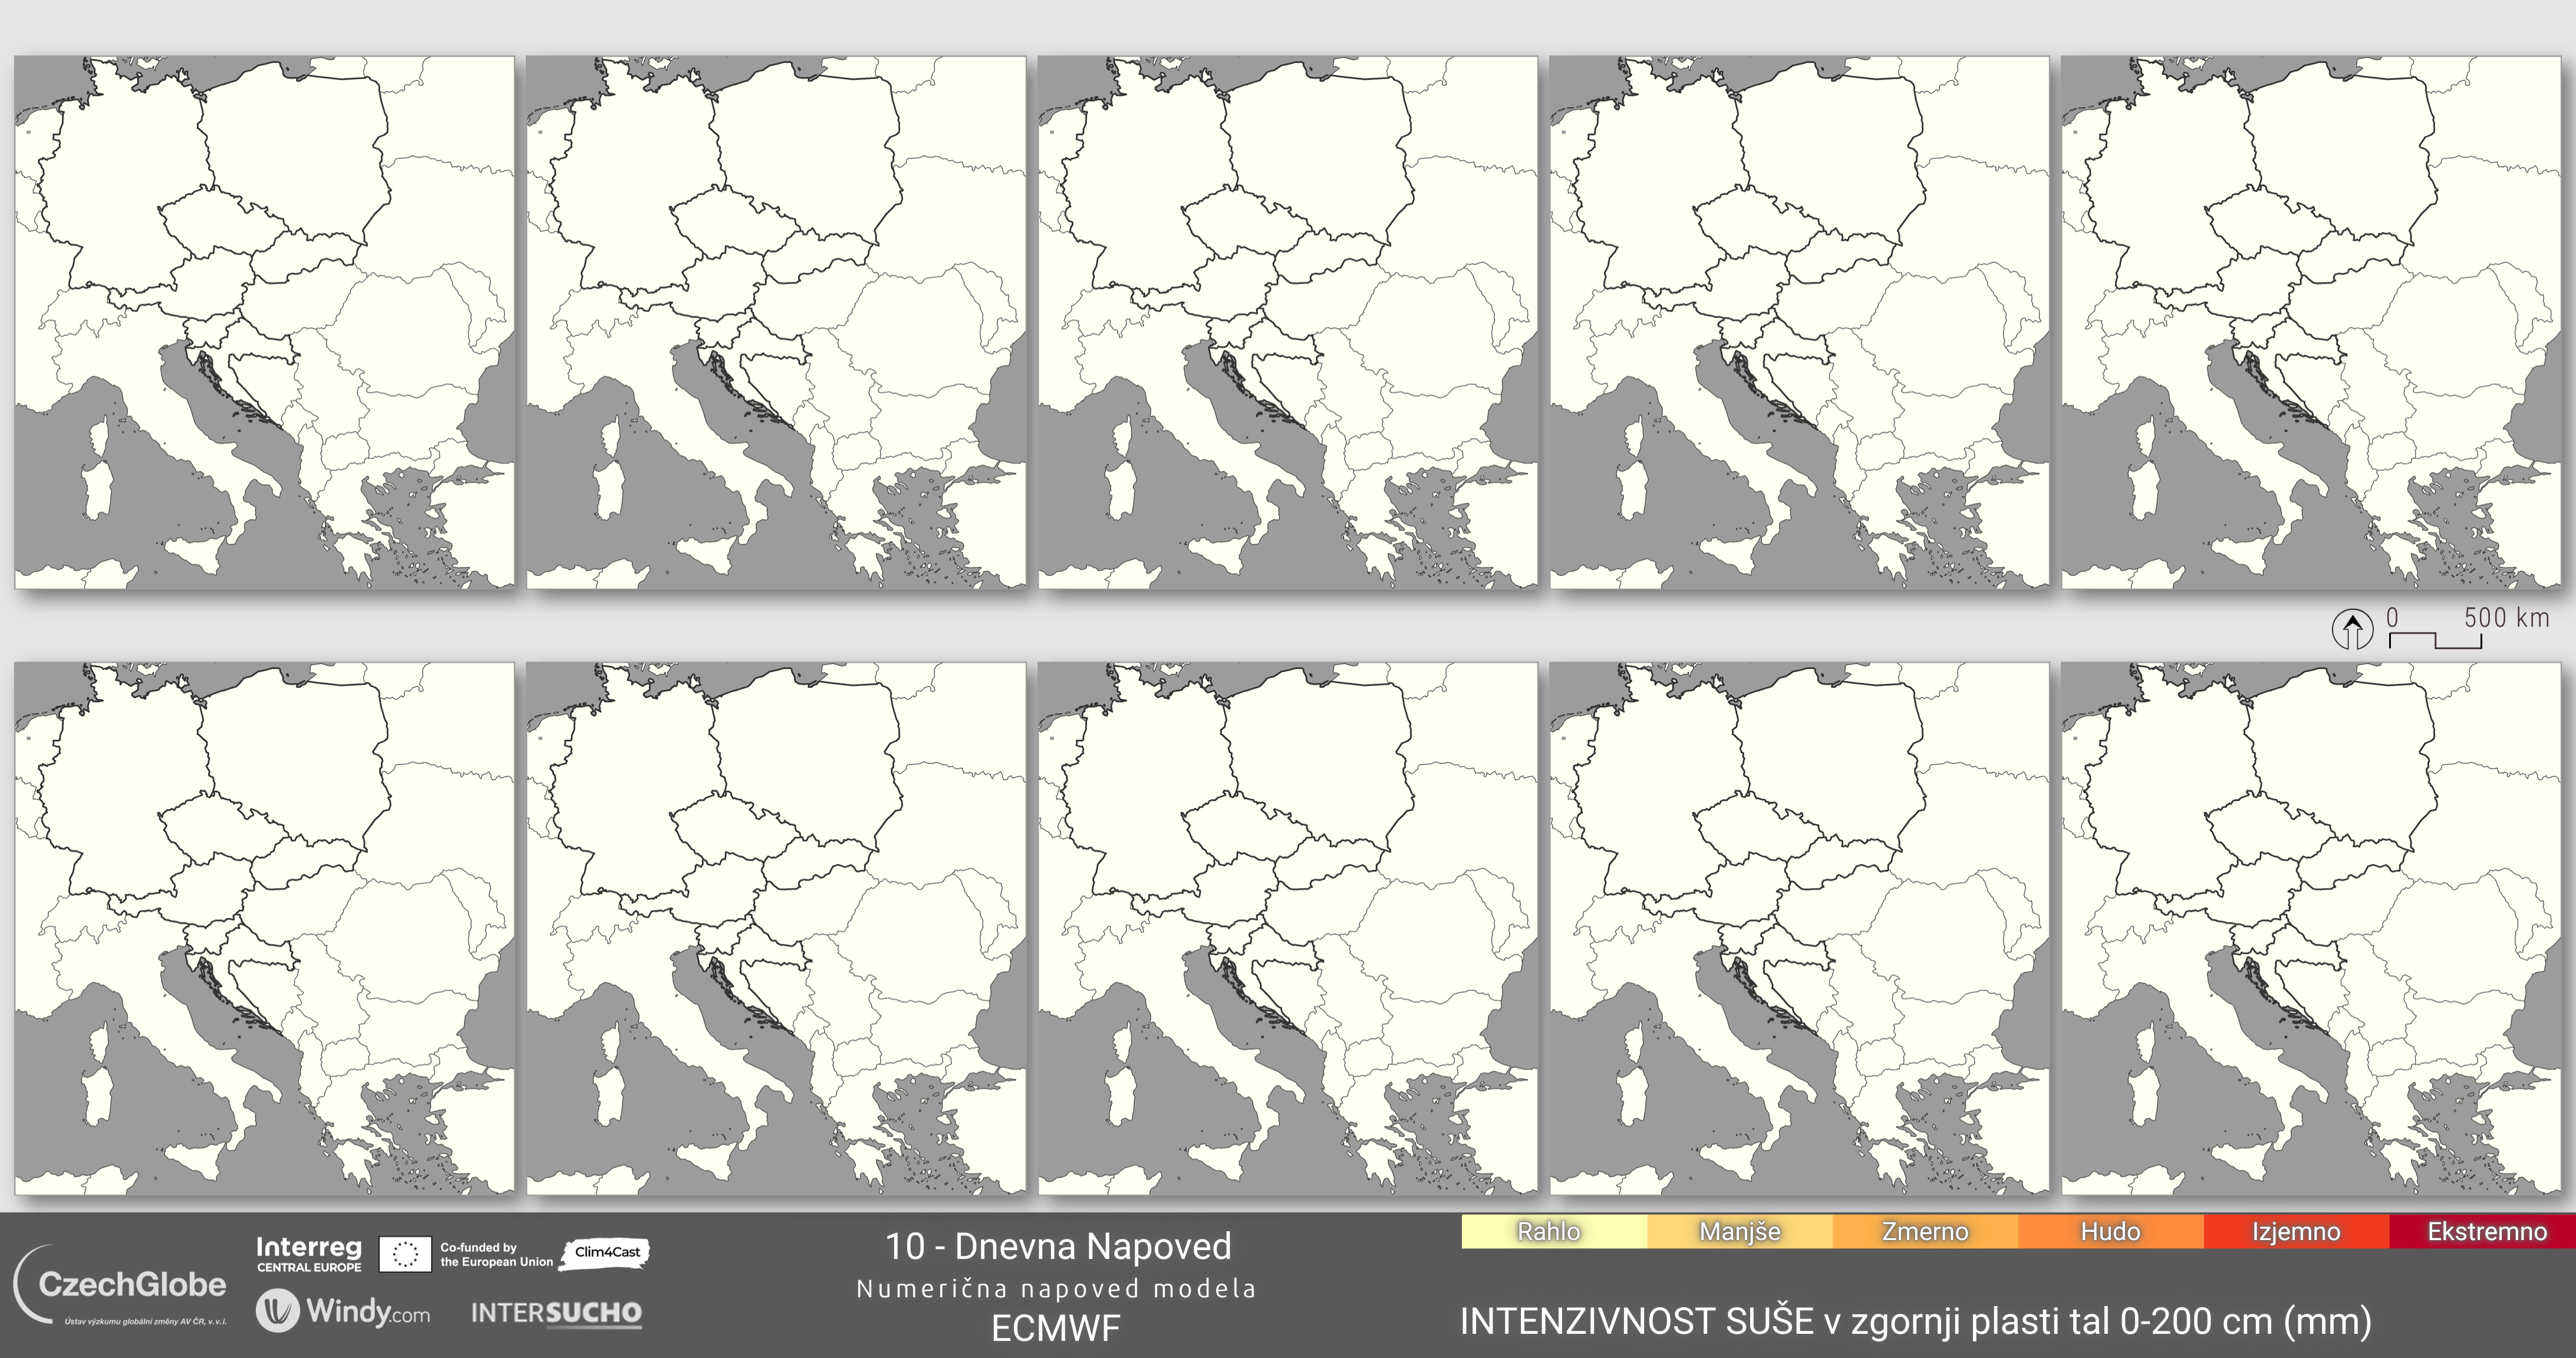 0 500 km
Rahlo Manjše Zmerno Hudo Izjemno Ekstremno
Interreg
CENTRAL EUROPE
Co-funded by
the European Union
Clim4Cast
CzechGlobe
Ústav výzkumu globální změny AV ČR, v. v. i.
Windy.com
INTERSUCHO
10 - Dnevna Napoved
Numerična napoved modela
ECMWF
INTENZIVNOST SUŠE v zgornji plasti tal 0-200 cm (mm)